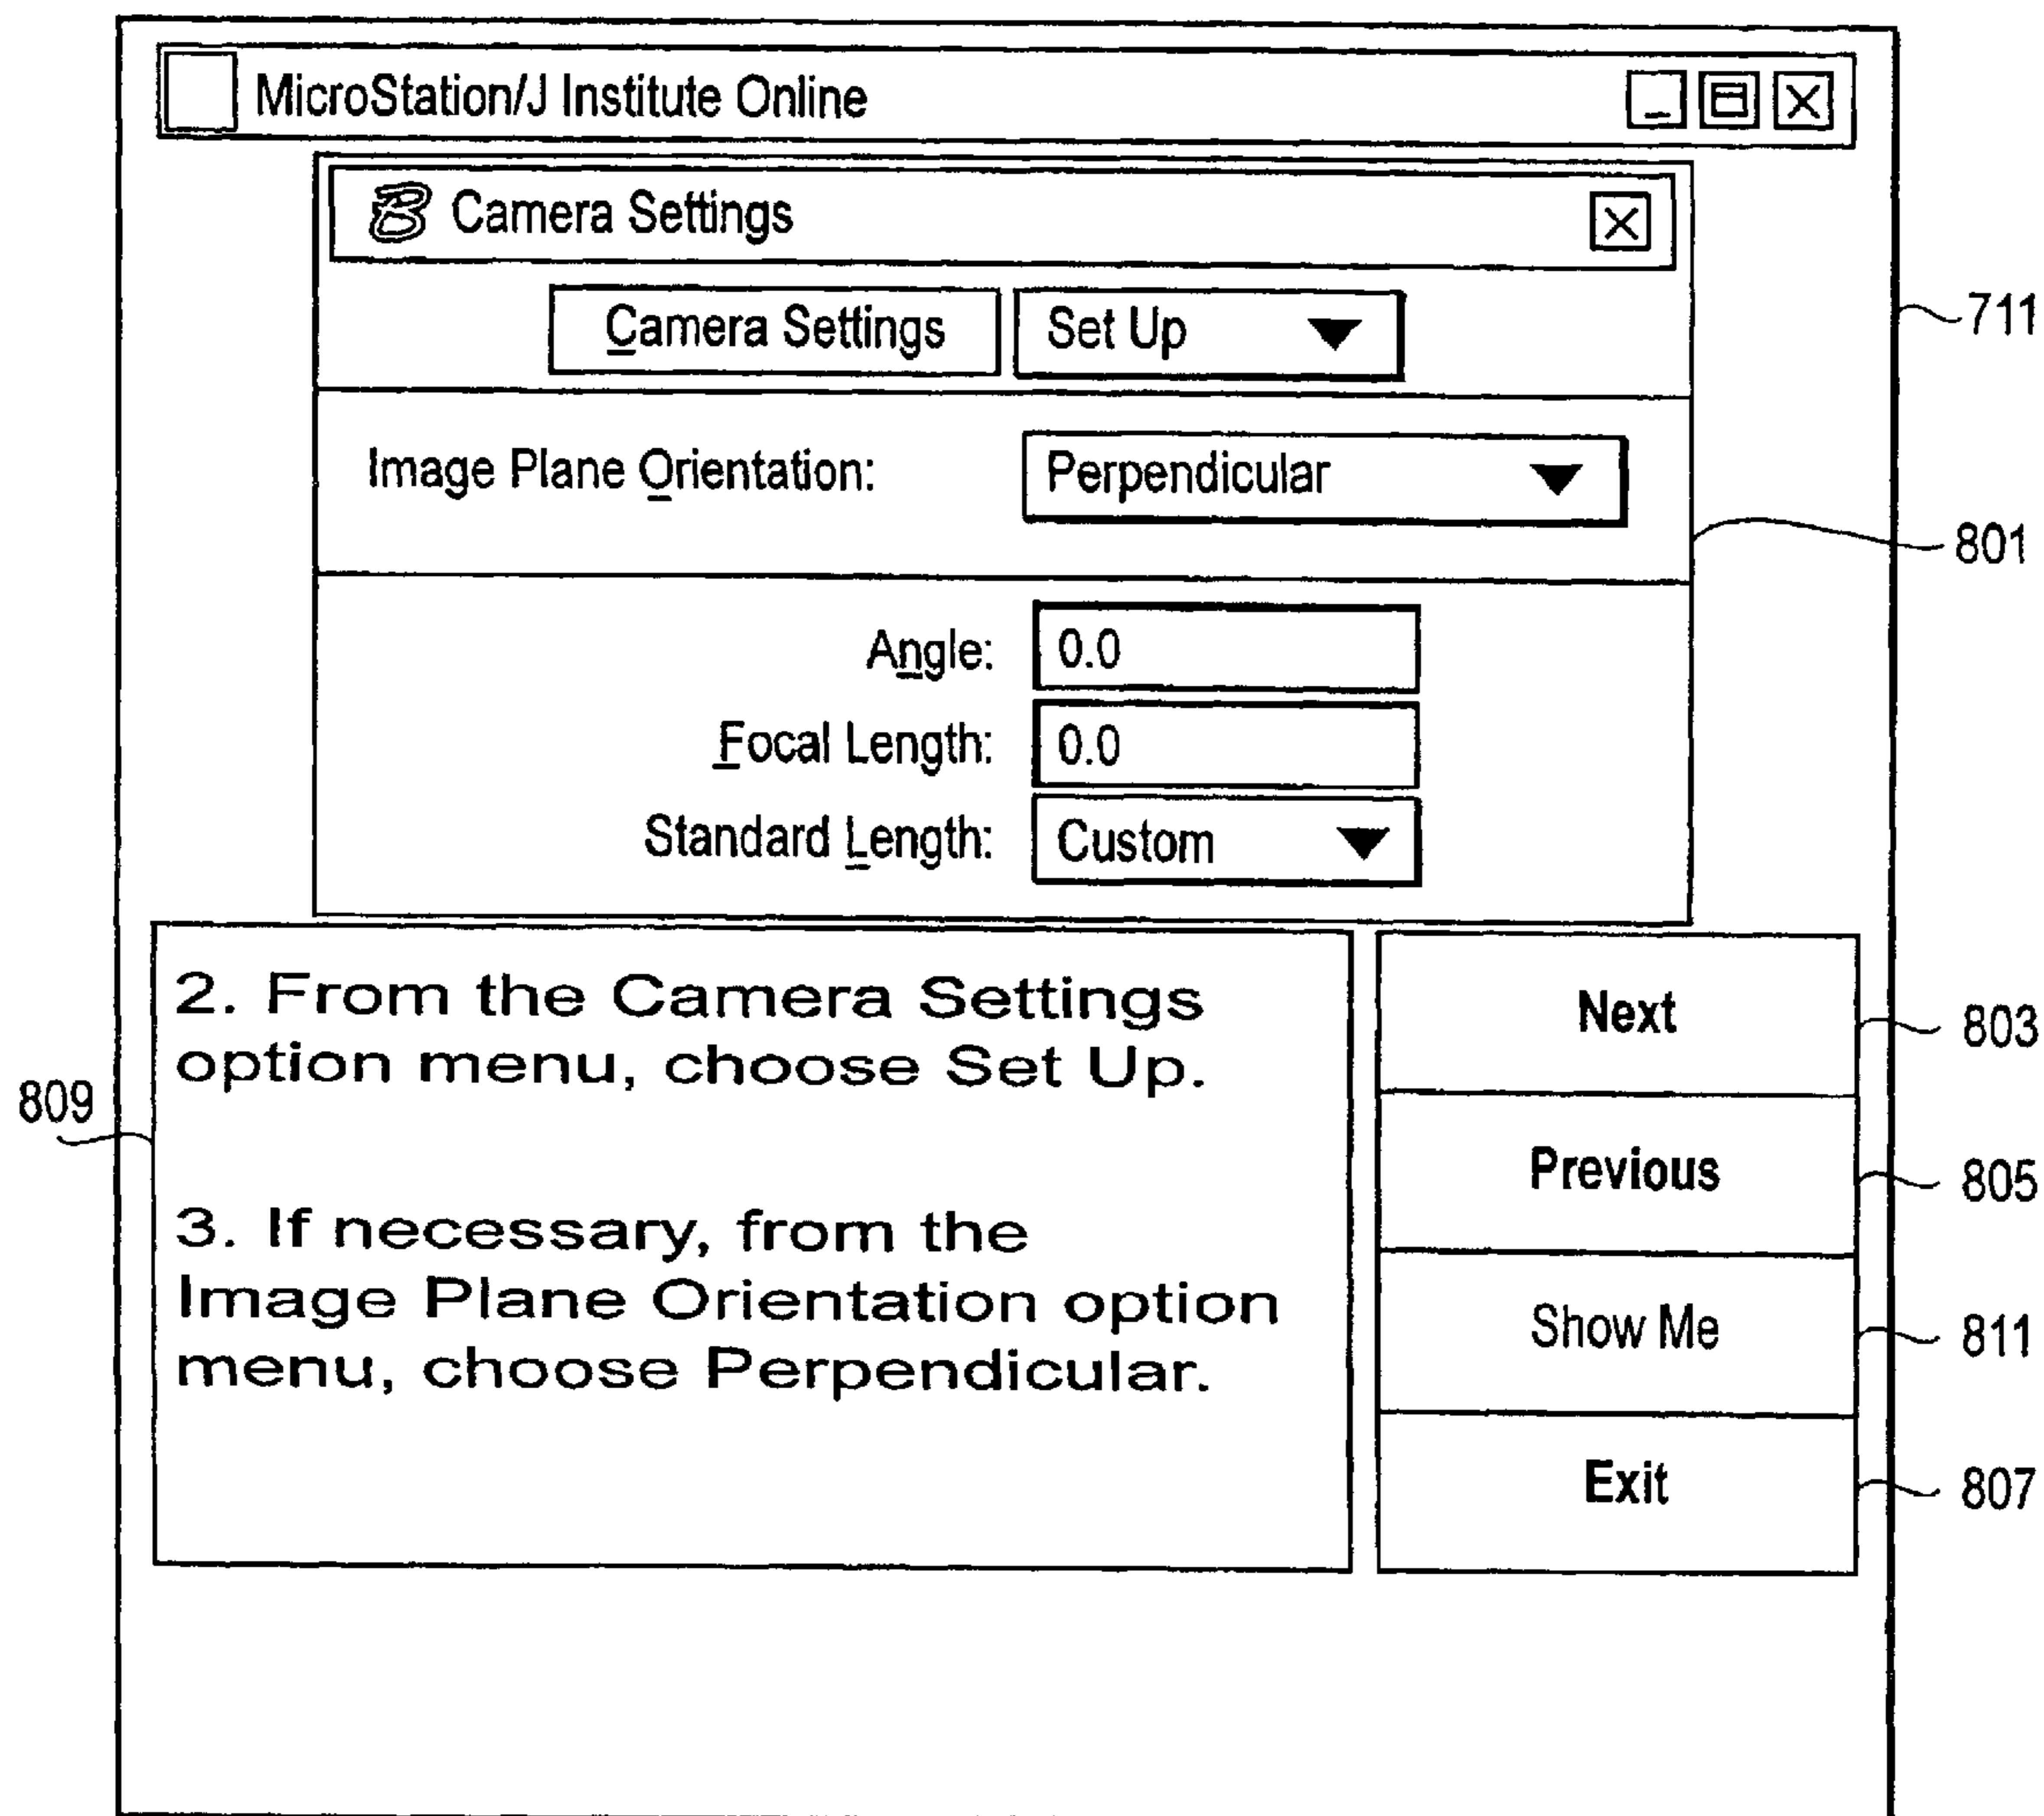 MicroStation/J Institute Online
B Camera Settings
Camera Settings Set Up
711
Image Plane Orientation: Perpendicular
801
Angle: 0.0
Focal Length: 0.0
Standard Length: Custom
2. From the Camera Settings
option menu, choose Set Up.
809
3. If necessary, from the
Image Plane Orientation option
menu, choose Perpendicular.
Next 803
Previous 805
Show Me 811
Exit 807